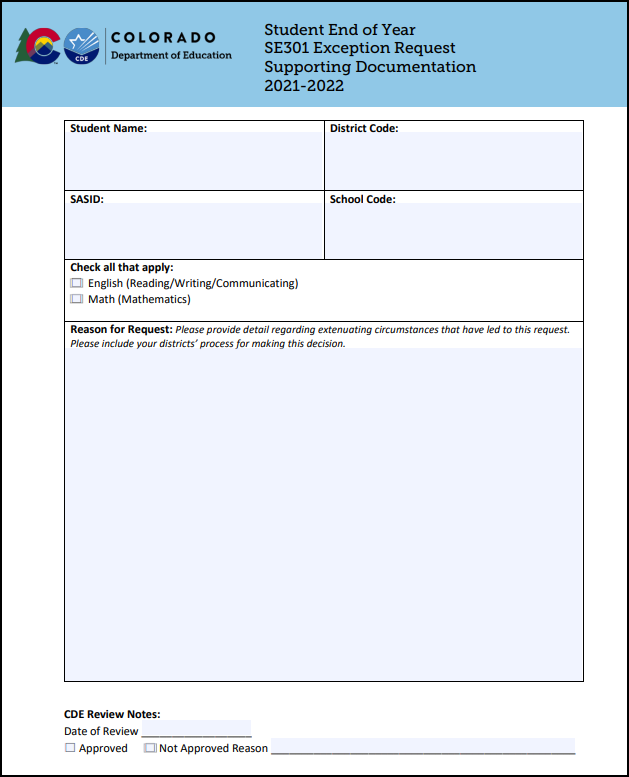 COLORADO
Department of Education
CDE
Student End of Year
SE301 Exception Request
Supporting Documentation
2021-2022
Student Name:
District Code:
SASID:
School Code:
Check all that apply:
English (Reading/Writing/Communicating)
Math (Mathematics)
Reason for Request: Please provide detail regarding extenuating circumstances that have led to this request.
Please include your districts’ process for making this decision.
CDE Review Notes:
Date of Review ___________________
Approved Not Approved Reason ___________________________________________